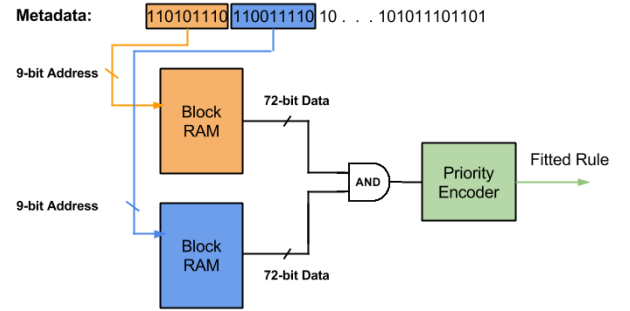 Metadata: 110101110 110011110 10 . . . 101011101101
9-bit Address
72-bit Data
Block
RAM
Fitted Rule
AND
Priority
Encoder
9-bit Address
Block
RAM
72-bit Data